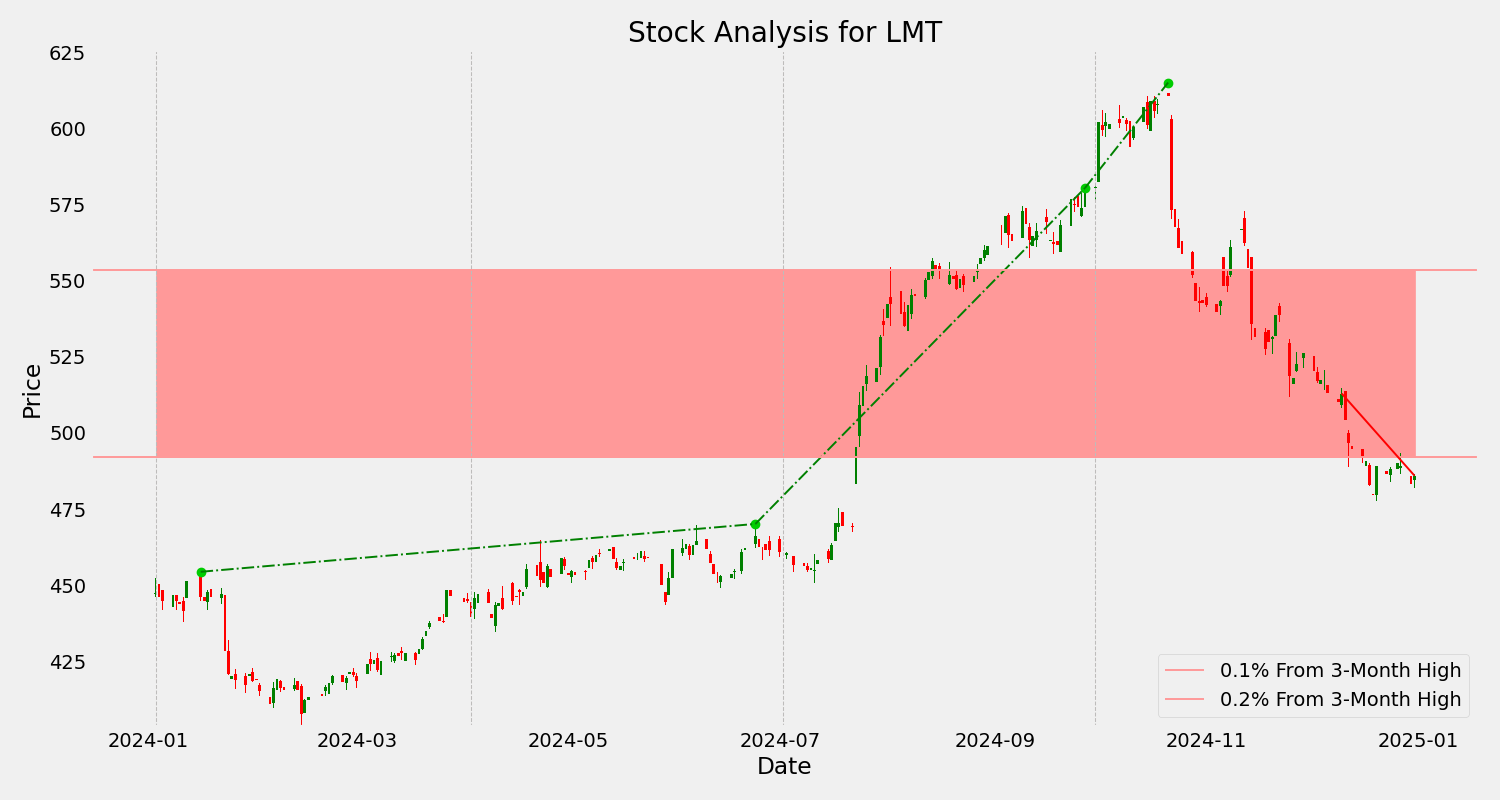 Stock Analysis for LMT
625
600
575
550
525
500
475
450
425
Price
0.1% From 3-Month High
0.2% From 3-Month High
2024-01 2024-03 2024-05 2024-07 2024-09 2024-11 2025-01
Date